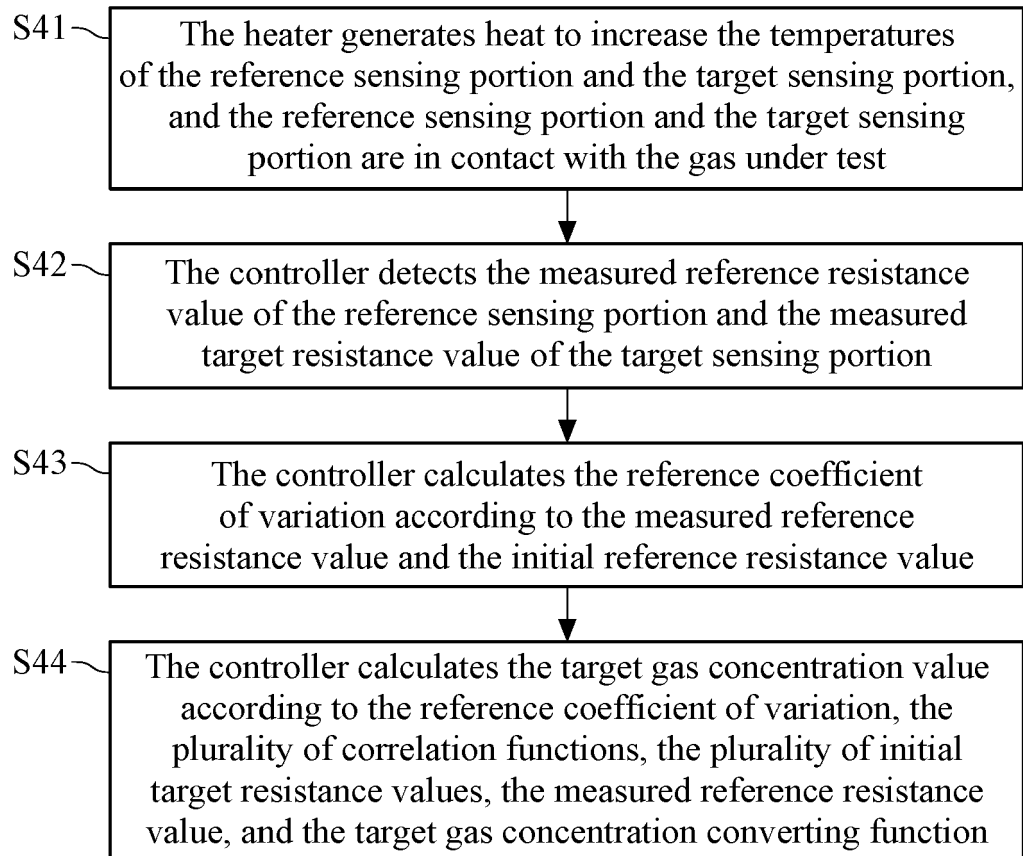 S41
The heater generates heat to increase the temperatures
of the reference sensing portion and the target sensing portion,
and the reference sensing portion and the target sensing
portion are in contact with the gas under test
S42
The controller detects the measured reference resistance
value of the reference sensing portion and the measured
target resistance value of the target sensing portion
S43
The controller calculates the reference coefficient
of variation according to the measured reference
resistance value and the initial reference resistance value
S44
The controller calculates the target gas concentration value
according to the reference coefficient of variation, the
plurality of correlation functions, the plurality of initial
target resistance values, the measured reference resistance
value, and the target gas concentration converting function